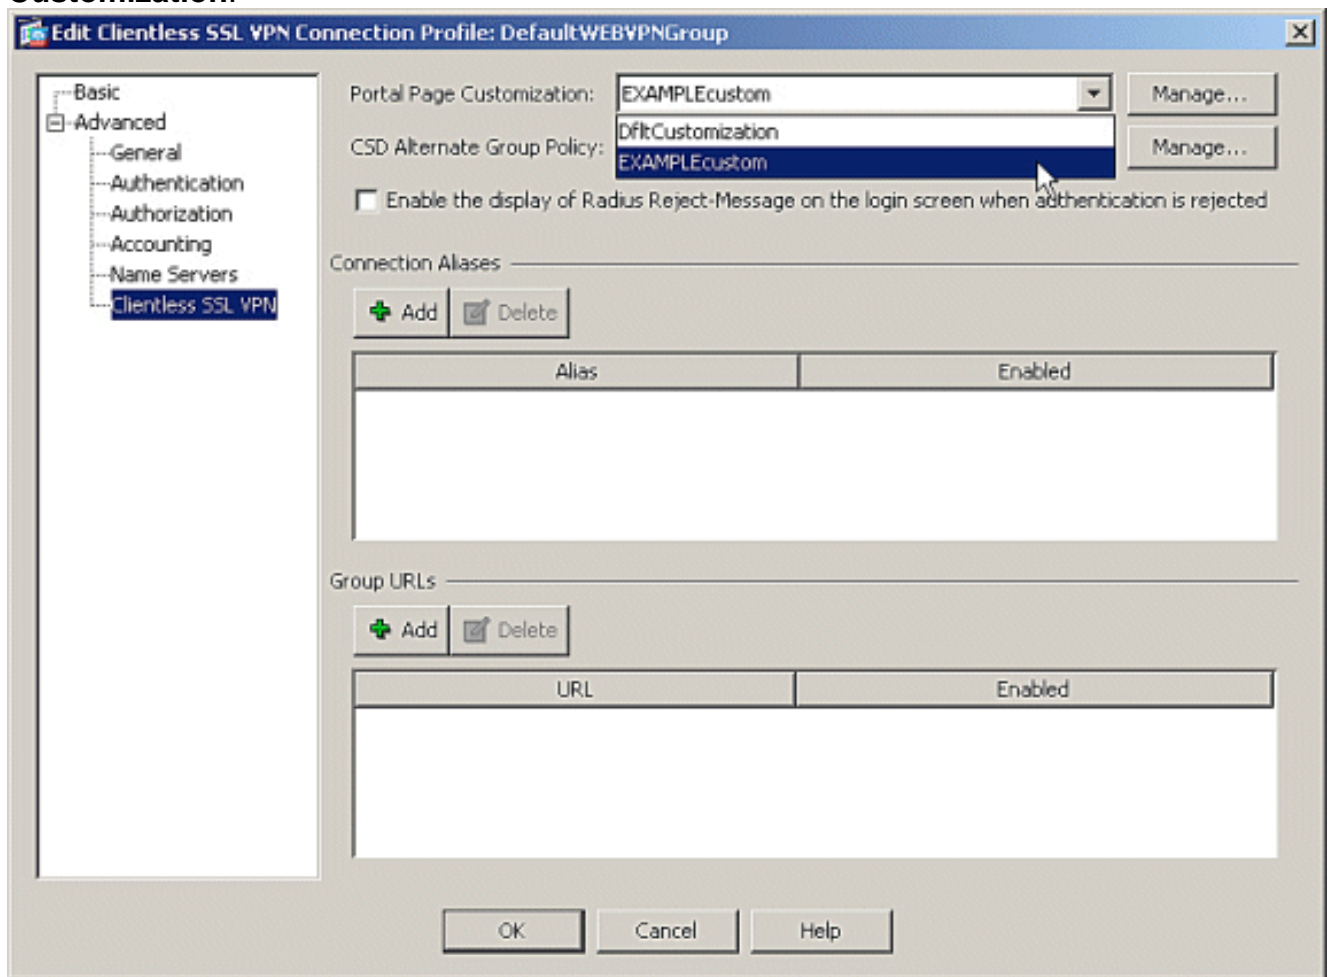 Customization.
Edit Clientless SSL VPN Connection Profile: DefaultWEBVPNGroup
Basic
Advanced
General
Authentication
Authorization
Accounting
Name Servers
Clientless SSL VPN
Portal Page Customization: EXAMPLEcustom Manage...
DfltCustomization
CSD Alternate Group Policy: EXAMPLEcustom Manage...
Enable the display of Radius Reject-Message on the login screen when authentication is rejected
Connection Aliases
Add Delete
Alias Enabled
Group URLs
Add Delete
URL Enabled
OK Cancel Help